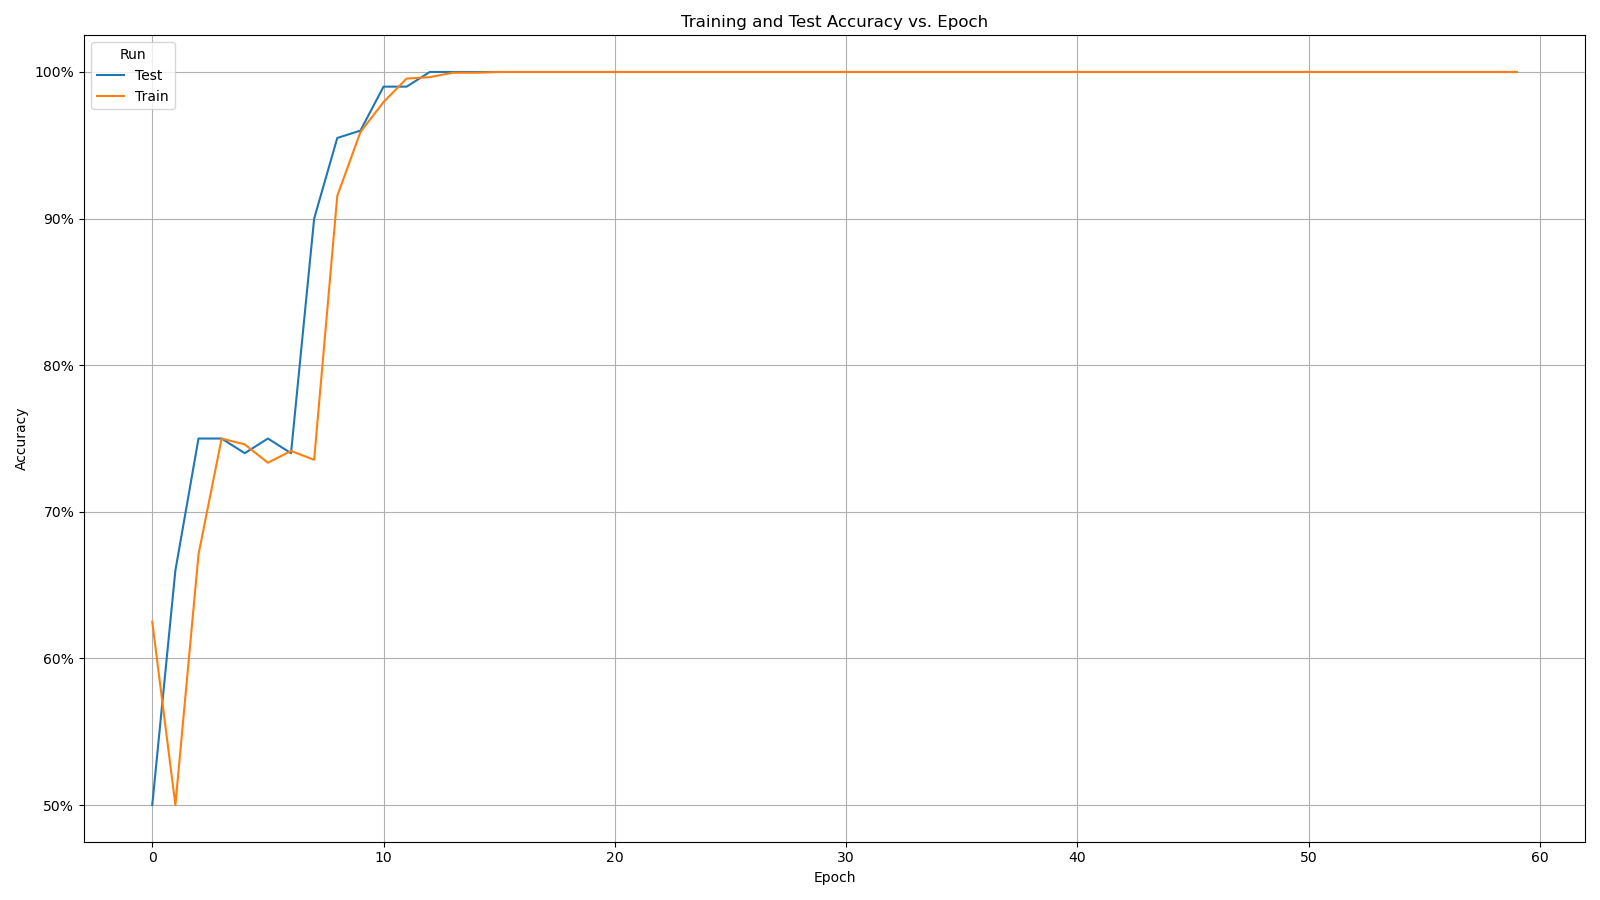 Training and Test Accuracy vs. Epoch
Run
Test
Train
100%
90%
80%
70%
60%
50%
Accuracy
0 10 20 30 40 50 60
Epoch